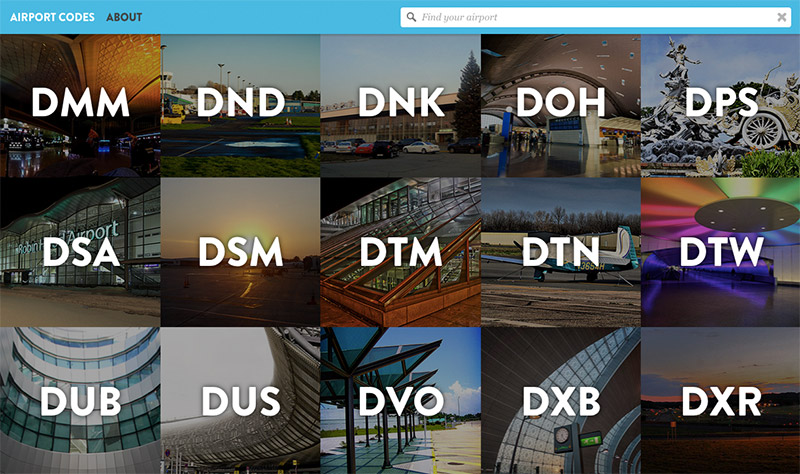 AIRPORT CODES ABOUT Find your airport
DMM DND DNK DOH DPS
Airport
DSA DSM DTM DTN DTW
DUB DUS DVO DXB DXR